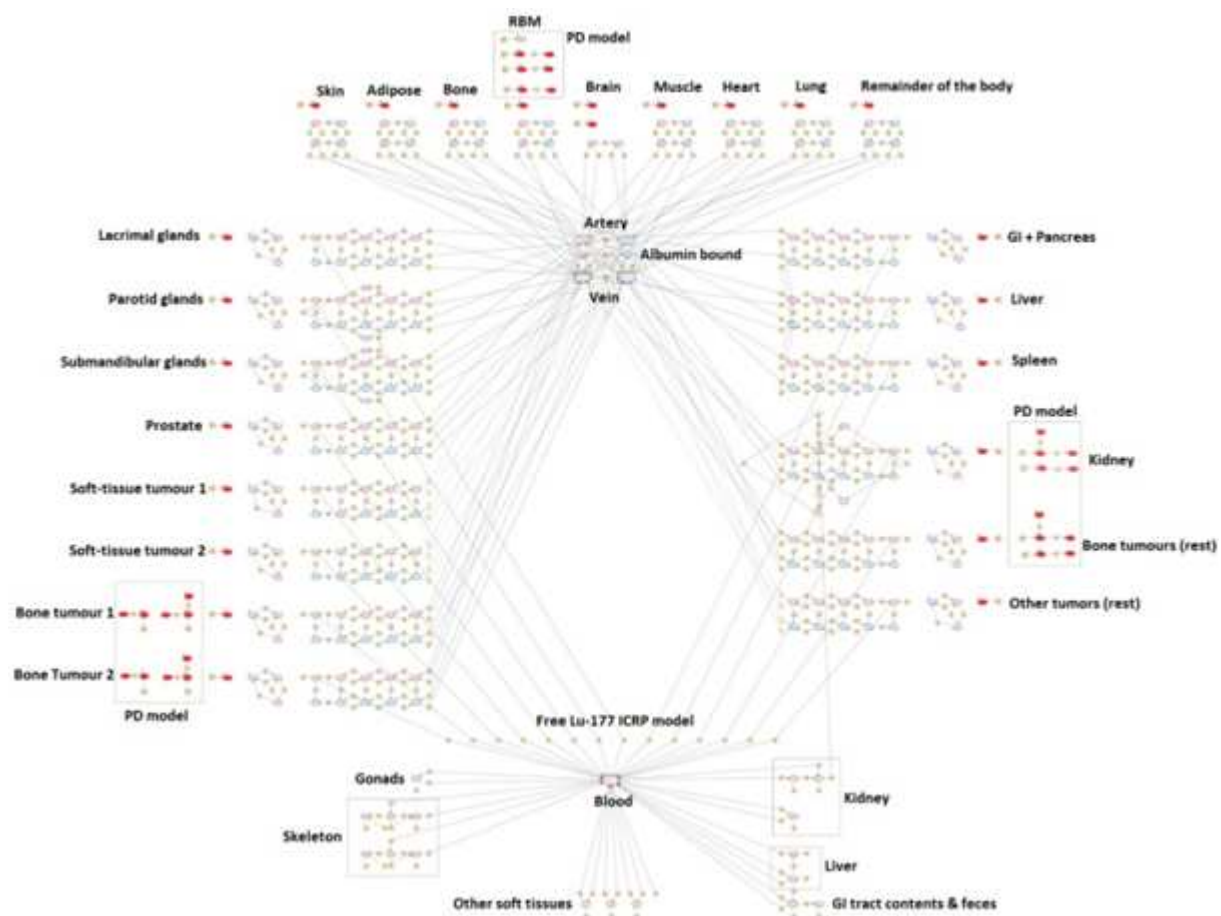 RBM
PD model
Skin
Adipose
Bone
Brain
Muscle
Heart
Lung
Remainder of the body
Artery
Albumin bound
Vein
Lacrimal glands
Parotid glands
Submandibular glands
Prostate
Soft-tissue tumour 1
Soft-tissue tumour 2
Bone tumour 1
Bone Tumour 2
PD model
GI + Pancreas
Liver
Spleen
PD model
Kidney
Bone tumours (rest)
Other tumors (rest)
Free Lu-177 ICRP model
Gonads
Blood
Kidney
Skeleton
Liver
Other soft tissues
GI tract contents & feces